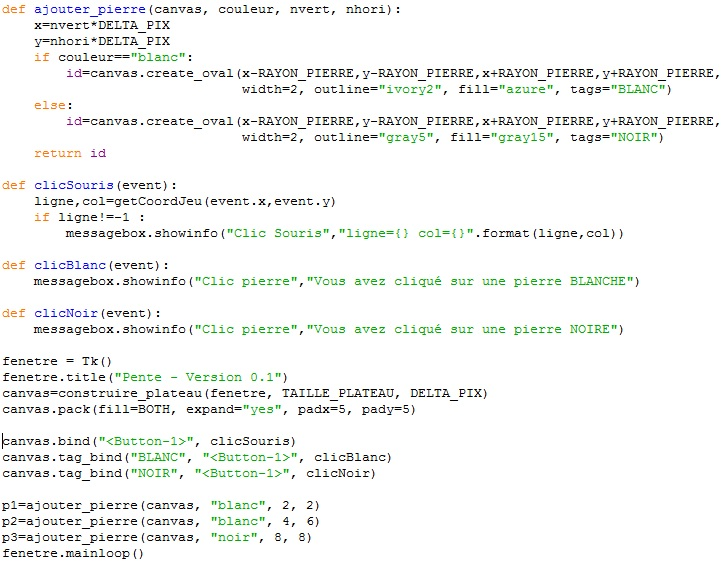 def ajouter_pierre(canvas, couleur, nvert, nhori):
    x=nvert*DELTA_PIX
    y=nhori*DELTA_PIX
    if couleur=="blanc":
        id=canvas.create_oval(x-RAYON_PIERRE,y-RAYON_PIERRE,x+RAYON_PIERRE,y+RAYON_PIERRE,
                              width=2, outline="ivory2", fill="azure", tags="BLANC")
    else:
        id=canvas.create_oval(x-RAYON_PIERRE,y-RAYON_PIERRE,x+RAYON_PIERRE,y+RAYON_PIERRE,
                              width=2, outline="gray5", fill="gray15", tags="NOIR")
    return id

def clicSouris(event):
    ligne,col=getCoordJeu(event.x,event.y)
    if ligne!=-1 :
        messagebox.showinfo("Clic Souris","ligne={} col={}".format(ligne,col))

def clicBlanc(event):
    messagebox.showinfo("Clic pierre","Vous avez cliqué sur une pierre BLANCHE")

def clicNoir(event):
    messagebox.showinfo("Clic pierre","Vous avez cliqué sur une pierre NOIRE")

fenetre = Tk()
fenetre.title("Pente - Version 0.1")
canvas=construire_plateau(fenetre, TAILLE_PLATEAU, DELTA_PIX)
canvas.pack(fill=BOTH, expand="yes", padx=5, pady=5)

canvas.bind("<Button-1>", clicSouris)
canvas.tag_bind("BLANC", "<Button-1>", clicBlanc)
canvas.tag_bind("NOIR", "<Button-1>", clicNoir)

p1=ajouter_pierre(canvas, "blanc", 2, 2)
p2=ajouter_pierre(canvas, "blanc", 4, 6)
p3=ajouter_pierre(canvas, "noir", 8, 8)
fenetre.mainloop()